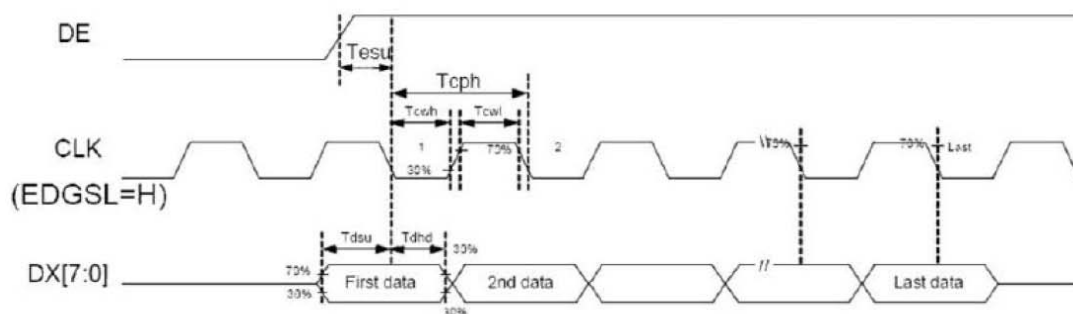 DE
Tesu
Tcph
Tcwh Tcwl
CLK 1 70% 2 \\ 70% 70% Last
30%
(EDGSL=H)
Tdsu Tdhd 30%
DX[7:0] 70% First data 2nd data // Last data
30% 30%